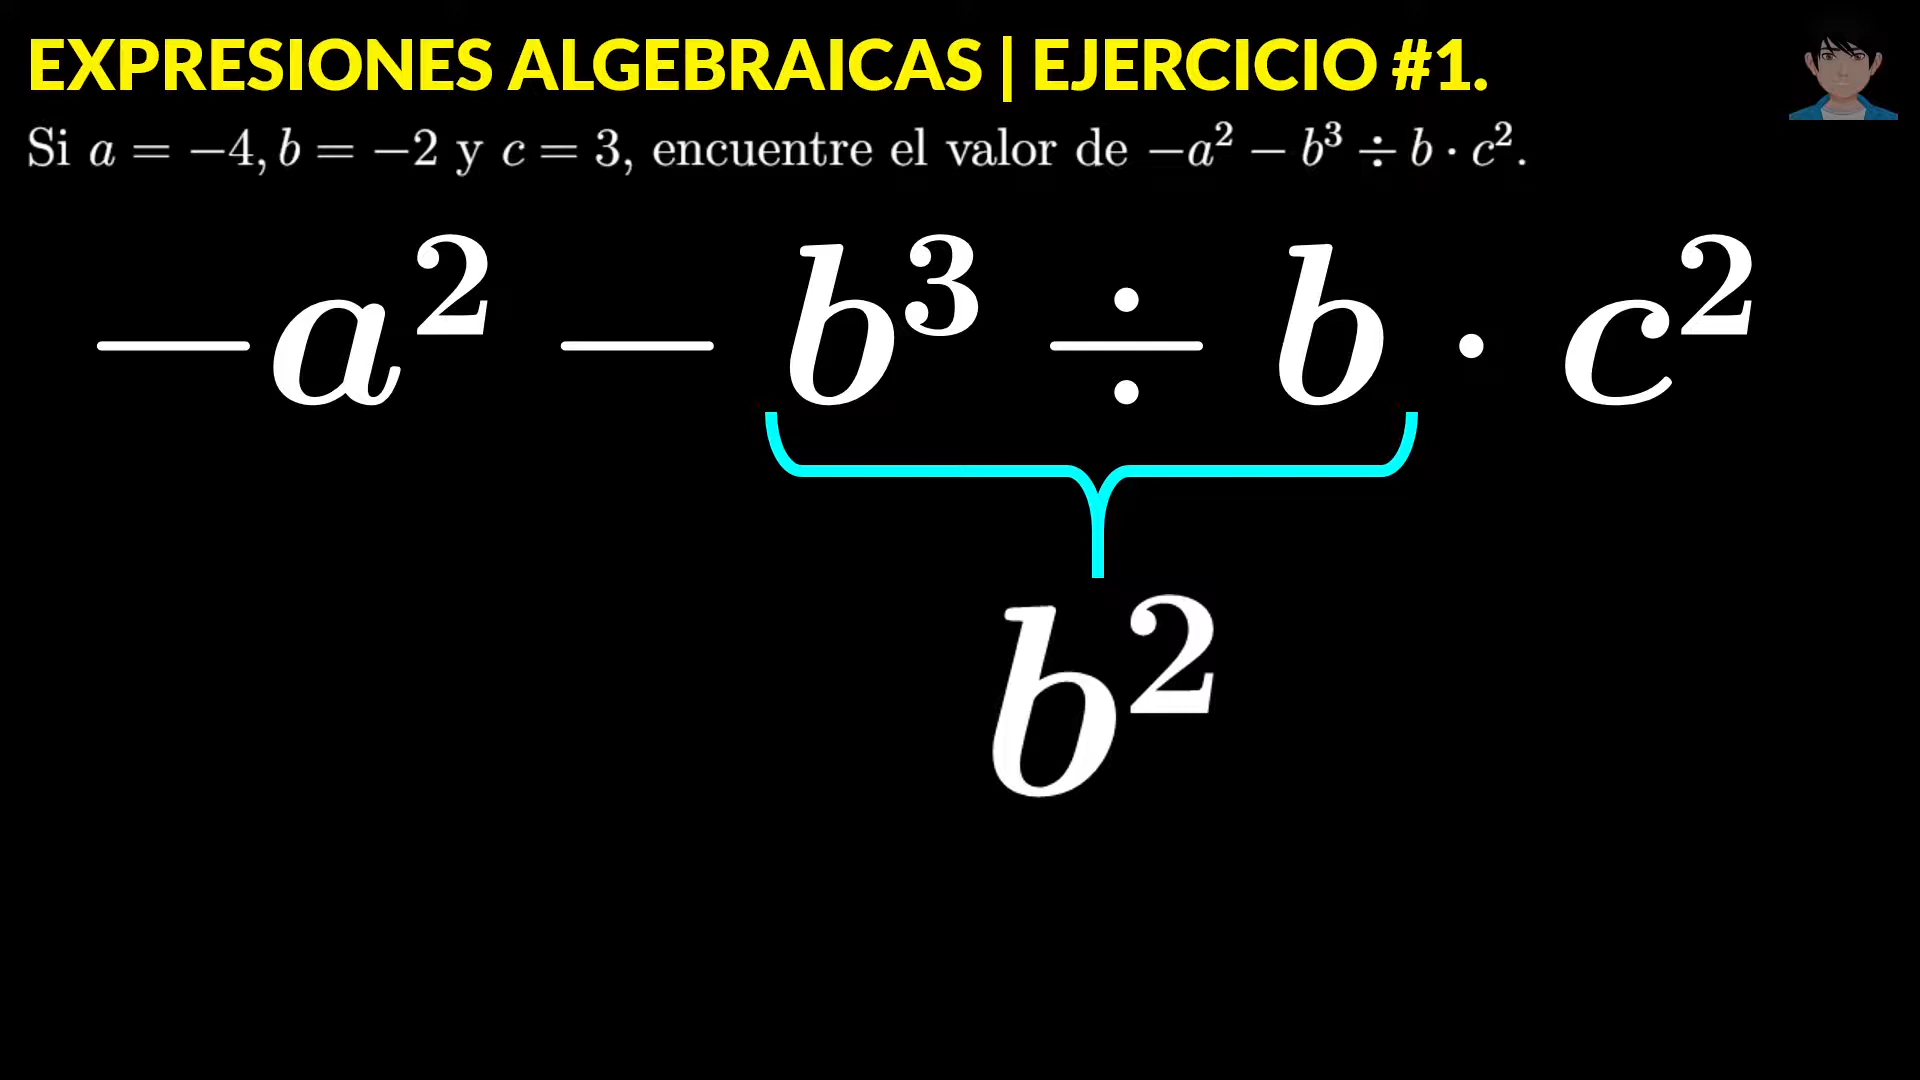 EXPRESIONES ALGEBRAICAS | EJERCICIO #1.
Si a = −4, b = −2 y c = 3, encuentre el valor de −a² − b³ ÷ b · c².
−a² − b³ ÷ b · c²
b²